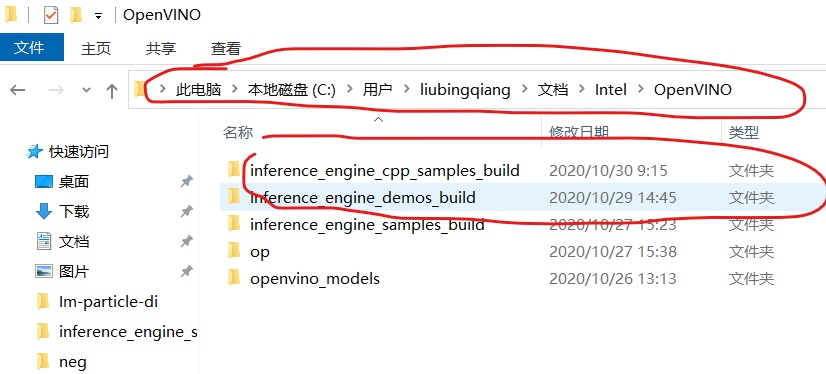 OpenVINO
文件 主页 共享 查看
此电脑 本地磁盘 (C:) 用户 liubingqiang 文档 Intel OpenVINO
名称 修改日期 类型
快速访问
桌面
下载
文档
图片
Im-particle-di
inference_engine_s
neg
inference_engine_cpp_samples_build 2020/10/30 9:15 文件夹
inference_engine_demos_build 2020/10/29 14:45 文件夹
inference_engine_samples_build 2020/10/27 15:23 文件夹
op 2020/10/27 15:38 文件夹
openvino_models 2020/10/26 13:13 文件夹